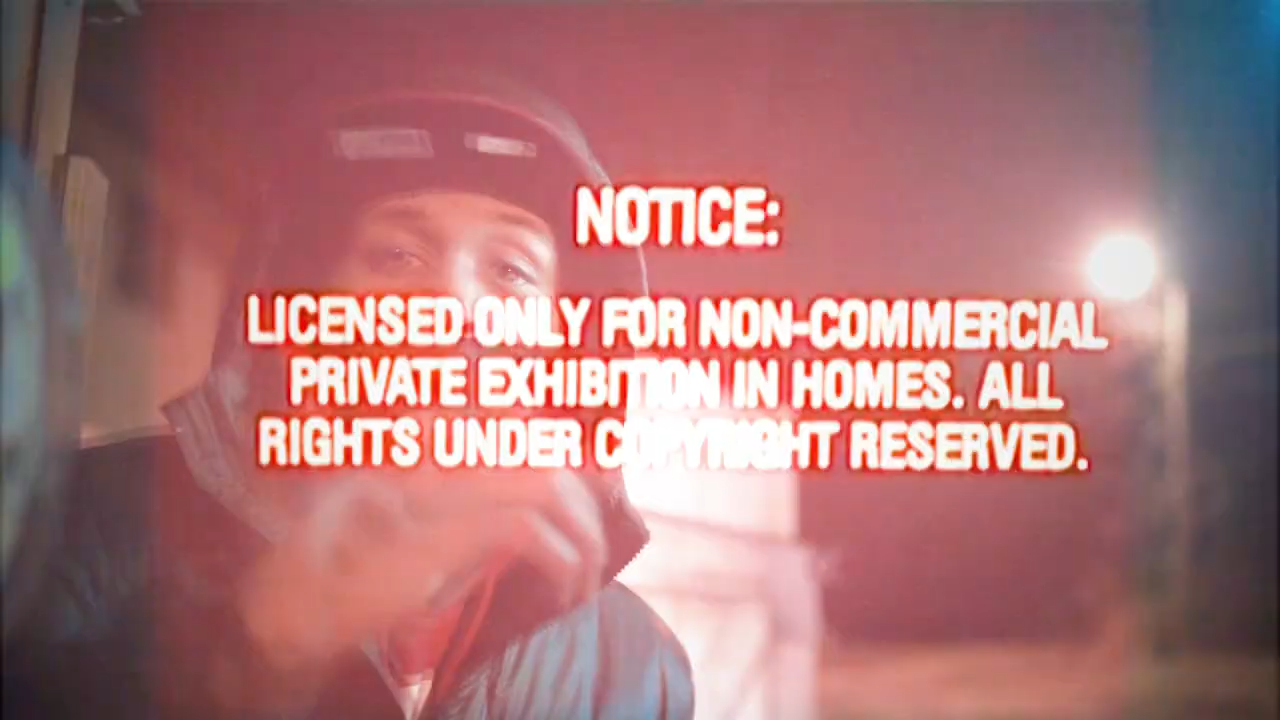 NOTICE:
LICENSED ONLY FOR NON-COMMERCIAL
PRIVATE EXHIBITION IN HOMES. ALL
RIGHTS UNDER COPYRIGHT RESERVED.